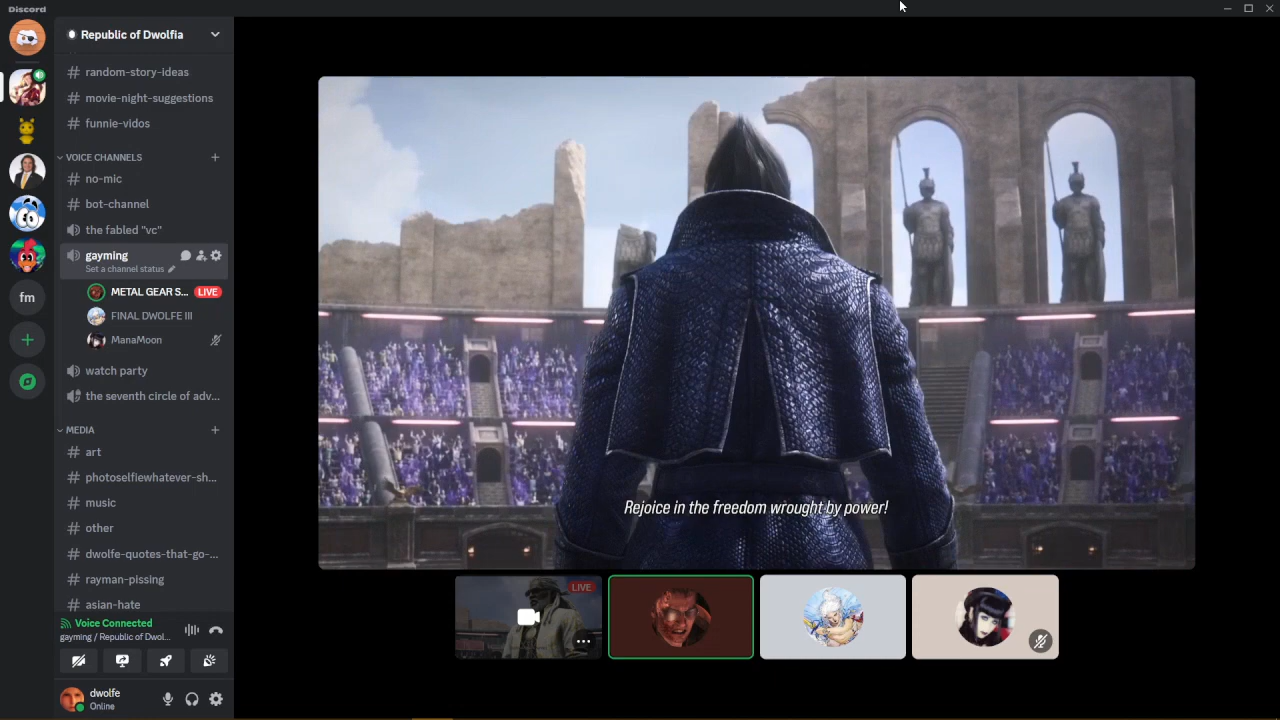 Discord
Republic of Dwolfia
random-story-ideas
movie-night-suggestions
funnie-vidos
VOICE CHANNELS
no-mic
bot-channel
the fabled "vc"
gayming
Set a channel status
METAL GEAR S... LIVE
FINAL DWOLFE III
ManaMoon
fm
watch party
the seventh circle of adv...
MEDIA
art
photoselfiewhatever-sh...
music
other
dwolfe-quotes-that-go-...
rayman-pissing
asian-hate
Voice Connected
gayming / Republic of Dwol...
dwolfe
Online
Rejoice in the freedom wrought by power!
LIVE